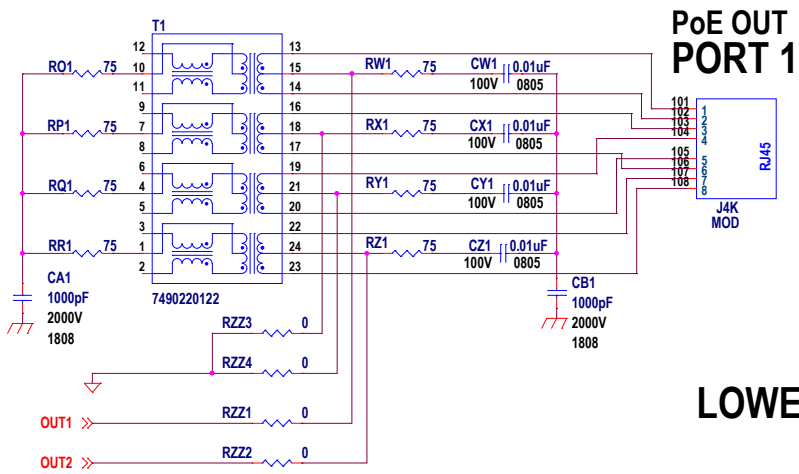 T1
PoE OUT
PORT 1
12 13
RO1 75 10 15 RW1 75 CW1 0.01uF
11 14 100V 0805
9 16
RP1 75 7 18 RX1 75 CX1 0.01uF
8 17 100V 0805
6 19
RQ1 75 4 21 RY1 75 CY1 0.01uF
5 20 100V 0805
3 22
RR1 75 1 24 RZ1 75 CZ1 0.01uF
2 23 100V 0805
101 1
102 2
103 3
104 4
105 5
106 6
107 7
108 8
RJ45
J4K
MOD
CA1
1000pF
2000V
1808
7490220122
CB1
1000pF
2000V
1808
RZZ3 0
RZZ4 0
OUT1 RZZ1 0
OUT2 RZZ2 0
LOWE